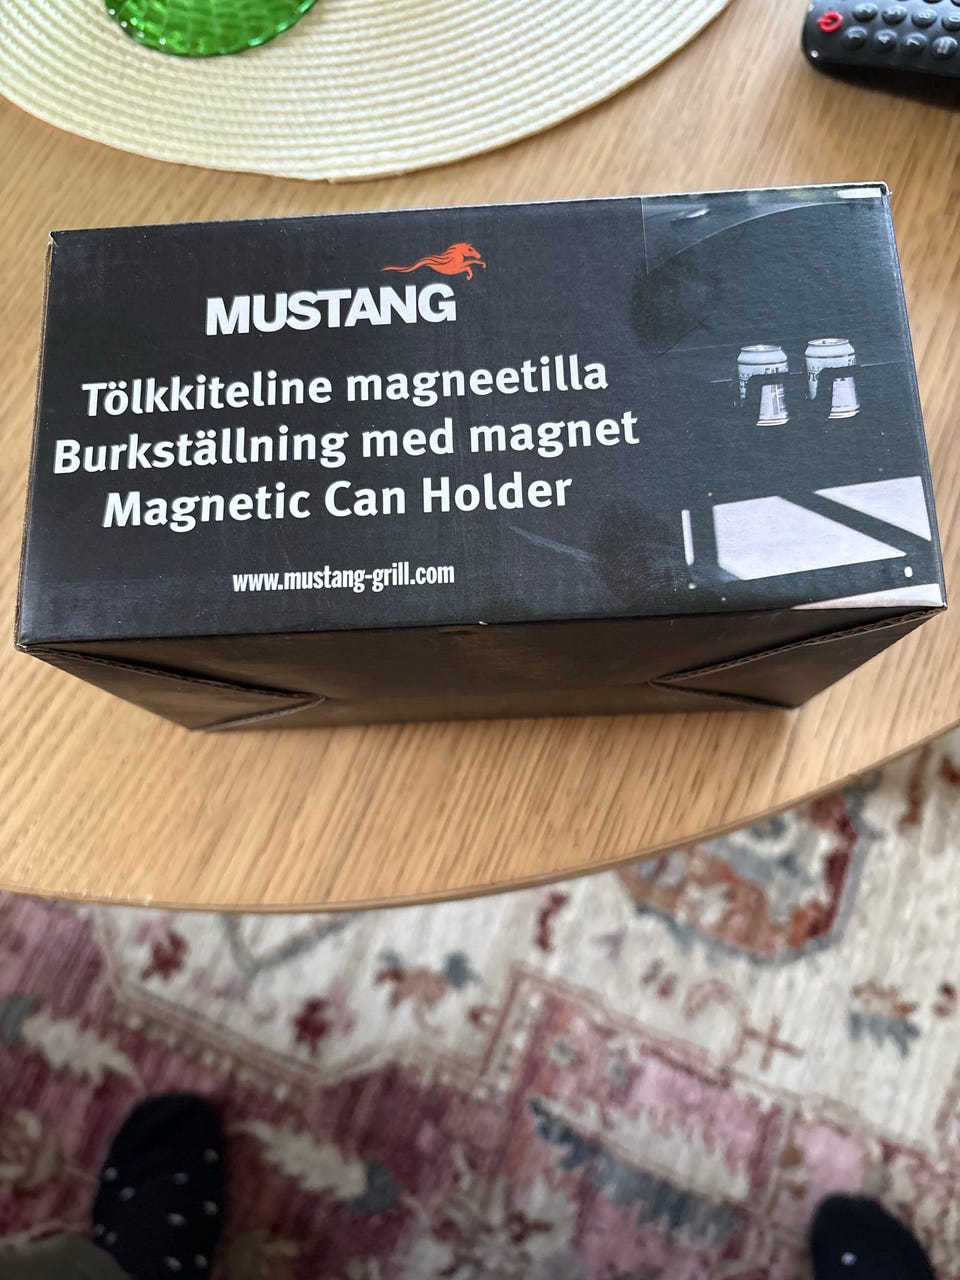 MUSTANG
Tölkkiteline magneetilla
Burkställning med magnet
Magnetic Can Holder
www.mustang-grill.com